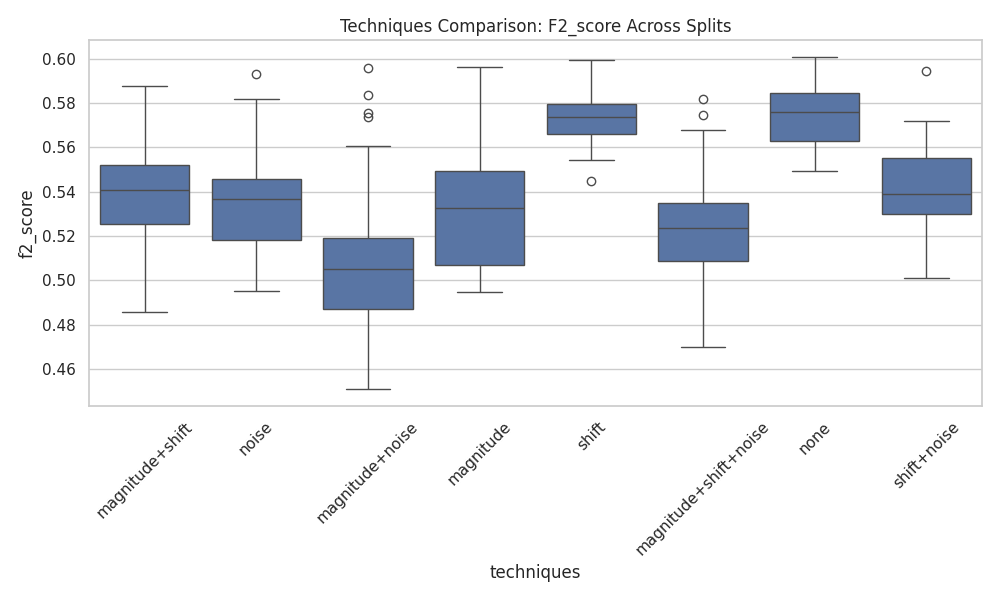 Techniques Comparison: F2_score Across Splits
f2_score
0.60
0.58
0.56
0.54
0.52
0.50
0.48
0.46
magnitude+shift
noise
magnitude+noise
magnitude
shift
magnitude+shift+noise
none
shift+noise
techniques